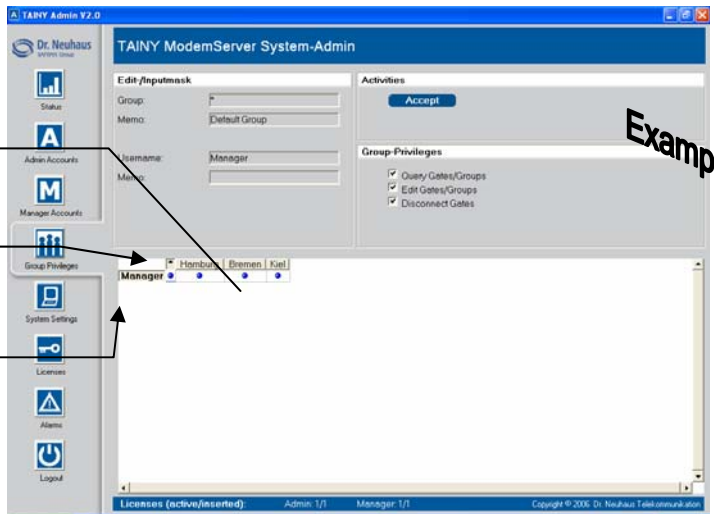 TAINY Admin V2.0
Dr. Neuhaus
TAINY ModemServer System-Admin
Status
Admin Accounts
Manager Accounts
Group Privileges
System Settings
Licenses
Alarms
Logout
Edit-/Inputmask
Group: *
Memo: Default Group
Username: Manager
Memo:
Activities
Accept
Group-Privileges
Query Gates/Groups
Edit Gates/Groups
Disconnect Gates
Examp
* Hamburg Bremen Kiel
Manager
Licenses (active/inserted): Admin: 1/1 Manager: 1/1 Copyright © 2006 Dr. Neuhaus Telekommunikation